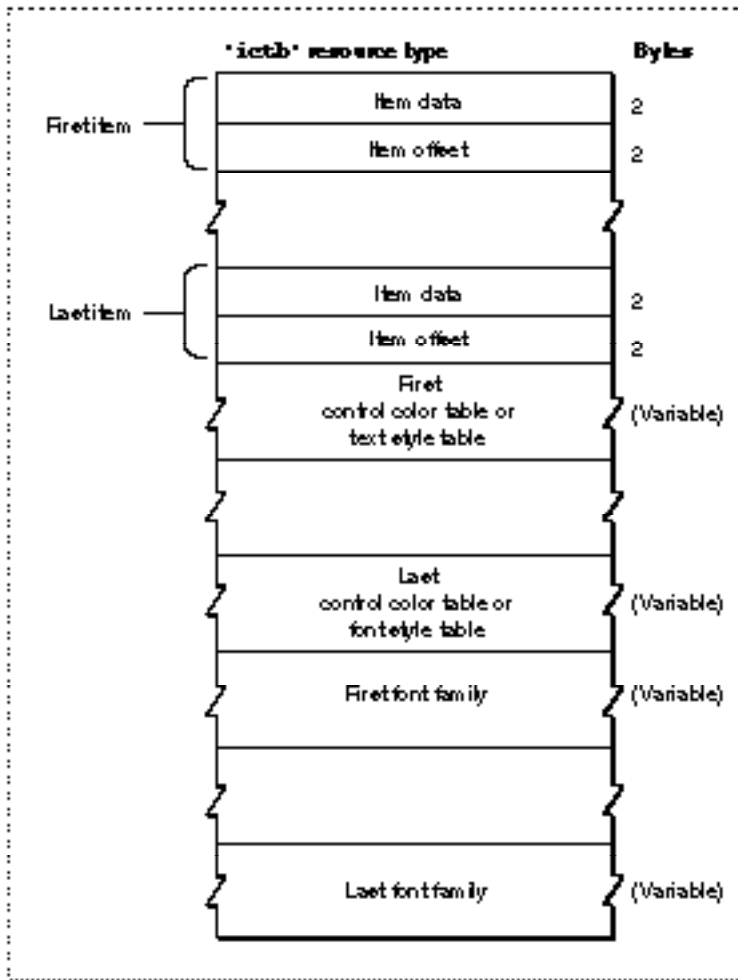 'ictb' resource type Bytes
Item data 2
First item
Item offset 2
Item data 2
Last item
Item offset 2
First
control color table or (Variable)
text style table
Last
control color table or (Variable)
font style table
First font family (Variable)
Last font family (Variable)